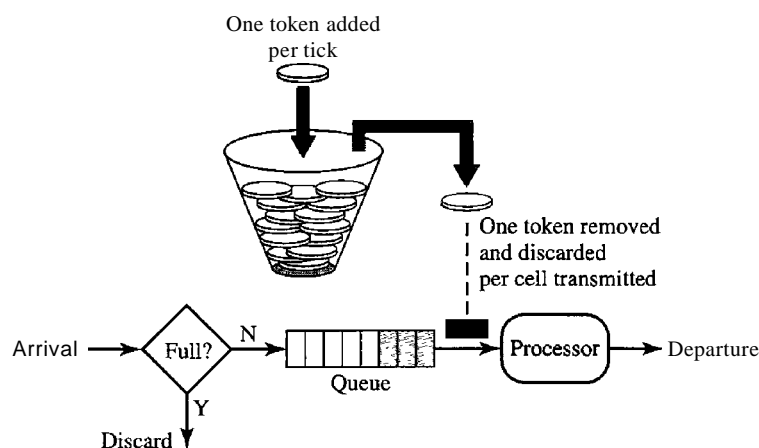 One token added
per tick
One token removed
and discarded
per cell transmitted
Arrival
Full?
N
Queue
Processor
Departure
Y
Discard